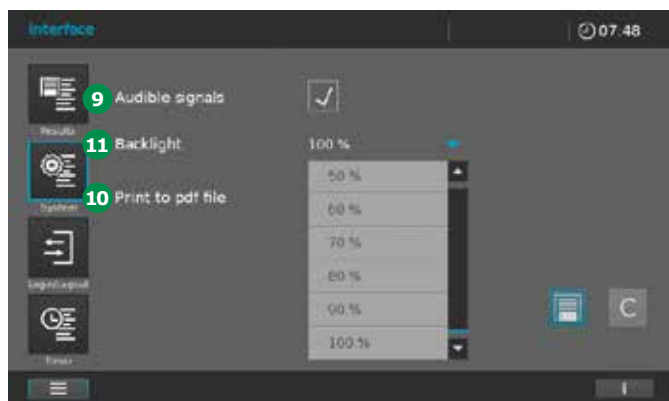 Interface
07.48
9 Audible signals
Results
11 Backlight 100 %
System
10 Print to pdf file
50 %
60 %
70 %
80 %
90 %
100 %
Login/Logout
Timer
C
i